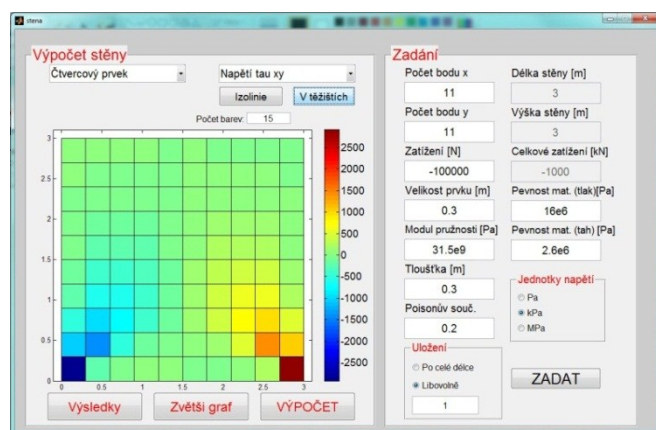 stena
Výpočet stěny
Čtvercový prvek
Napětí tau xy
Izolinie
V těžištích
Počet barev:
15
3
2.5
2
1.5
1
0.5
0
0
0.5
1
1.5
2
2.5
3
2500
2000
1500
1000
500
0
-500
-1000
-1500
-2000
-2500
Výsledky
Zvětši graf
VÝPOČET
Zadání
Počet bodu x
Délka stěny [m]
11
3
Počet bodu y
Výška stěny [m]
11
3
Zatížení [N]
Celkové zatížení [kN]
-100000
-1000
Velikost prvku [m]
Pevnost mat. (tlak)[Pa]
0.3
16e6
Modul pružnosti [Pa]
Pevnost mat. (tah) [Pa]
31.5e9
2.6e6
Tloušťka [m]
0.3
Poisonův souč.
0.2
Jednotky napětí
Pa
kPa
MPa
Uložení
Po celé délce
Libovolně
1
ZADAT